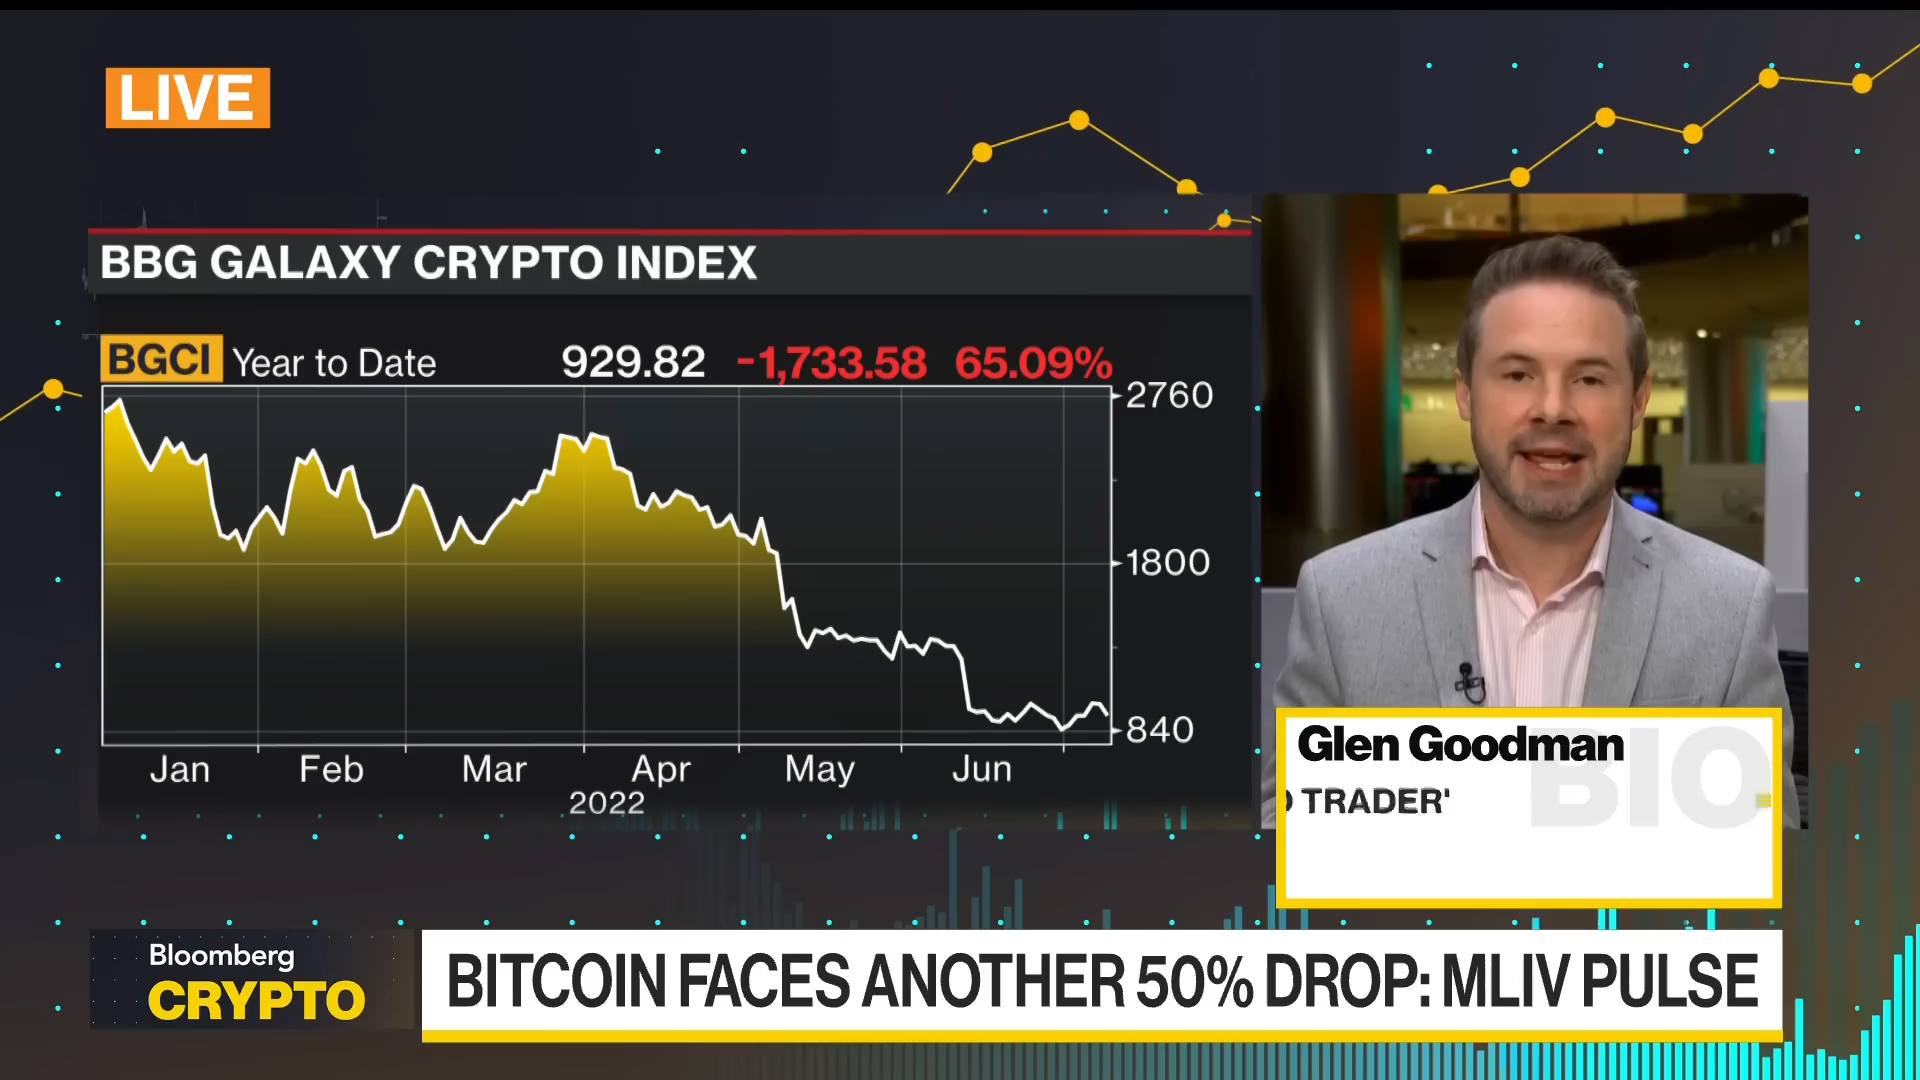 LIVE
BBG GALAXY CRYPTO INDEX
BGCI Year to Date 929.82 -1,733.58 65.09%
2760
1800
840
Jan Feb Mar Apr May Jun
2022
Glen Goodman
TRADER'
BIO
Bloomberg
CRYPTO
BITCOIN FACES ANOTHER 50% DROP: MLIV PULSE